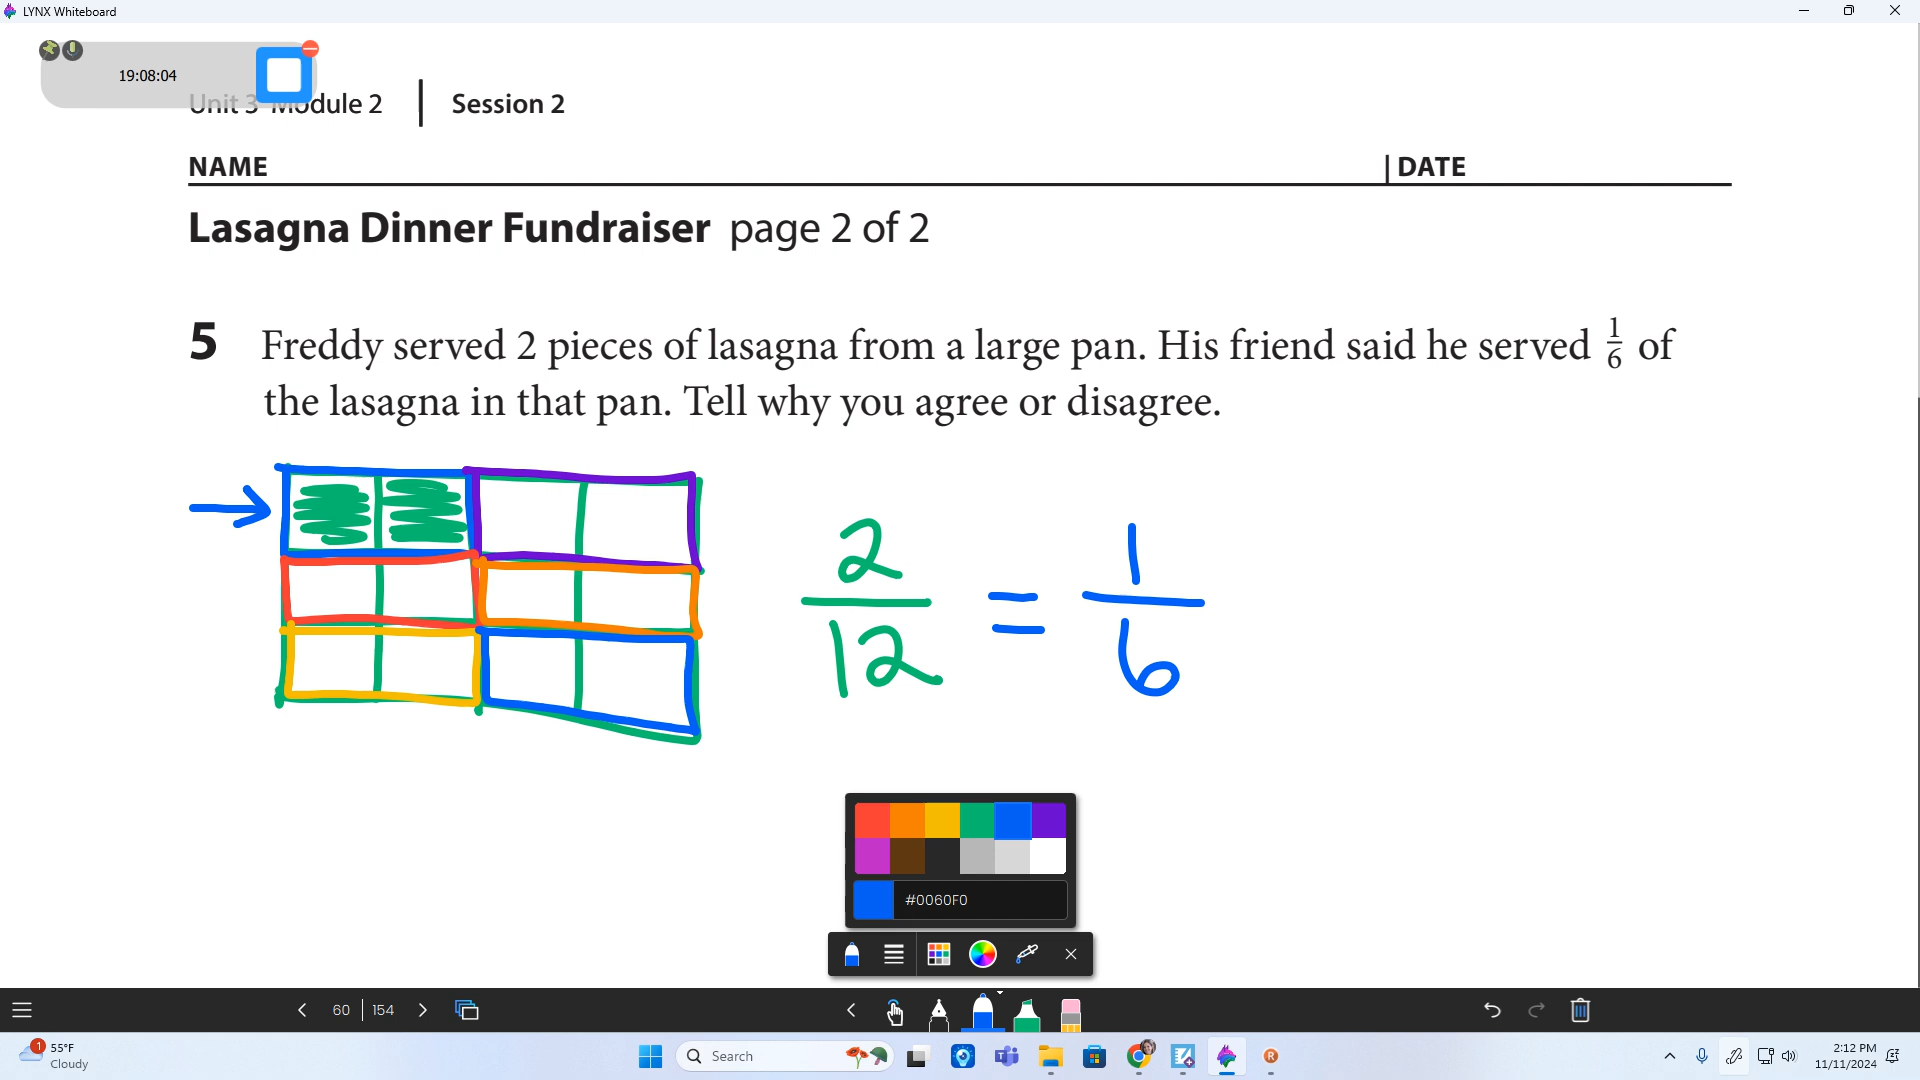 LYNX Whiteboard
19:08:04
Unit 3 Module 2 | Session 2
NAME | DATE
Lasagna Dinner Fundraiser page 2 of 2
5 Freddy served 2 pieces of lasagna from a large pan. His friend said he served 1/6 of
the lasagna in that pan. Tell why you agree or disagree.
2/12 = 1/6
#0060F0
60 | 154
1
55°F
Cloudy
Search
R
2:12 PM
11/11/2024